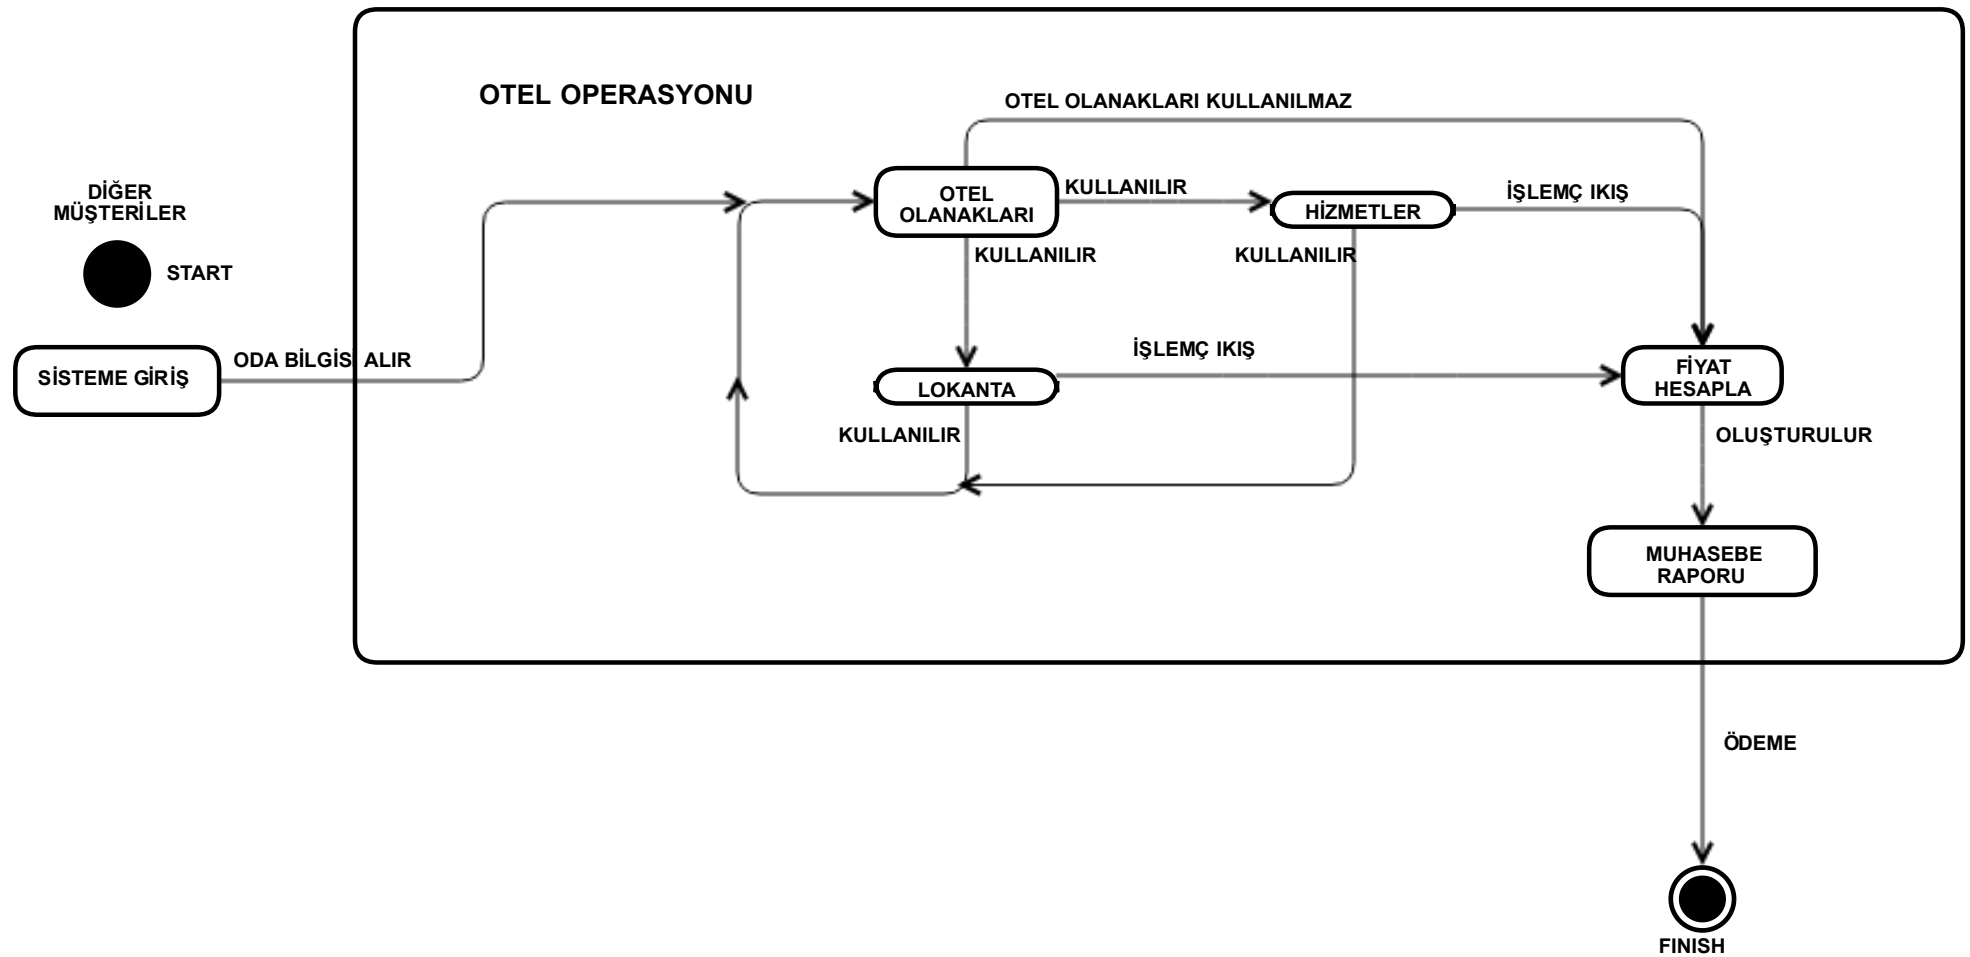 OTEL OPERASYONU
OTEL OLANAKLARI KULLANILMAZ
DİĞER
MÜŞTERİLER
START
OTEL
OLANAKLARI
KULLANILIR
HİZMETLER
İŞLEMÇ IKIŞ
KULLANILIR
KULLANILIR
SİSTEME GİRİŞ
ODA BİLGİSİ ALIR
İŞLEMÇ IKIŞ
LOKANTA
FİYAT
HESAPLA
KULLANILIR
OLUŞTURULUR
MUHASEBE
RAPORU
ÖDEME
FINISH